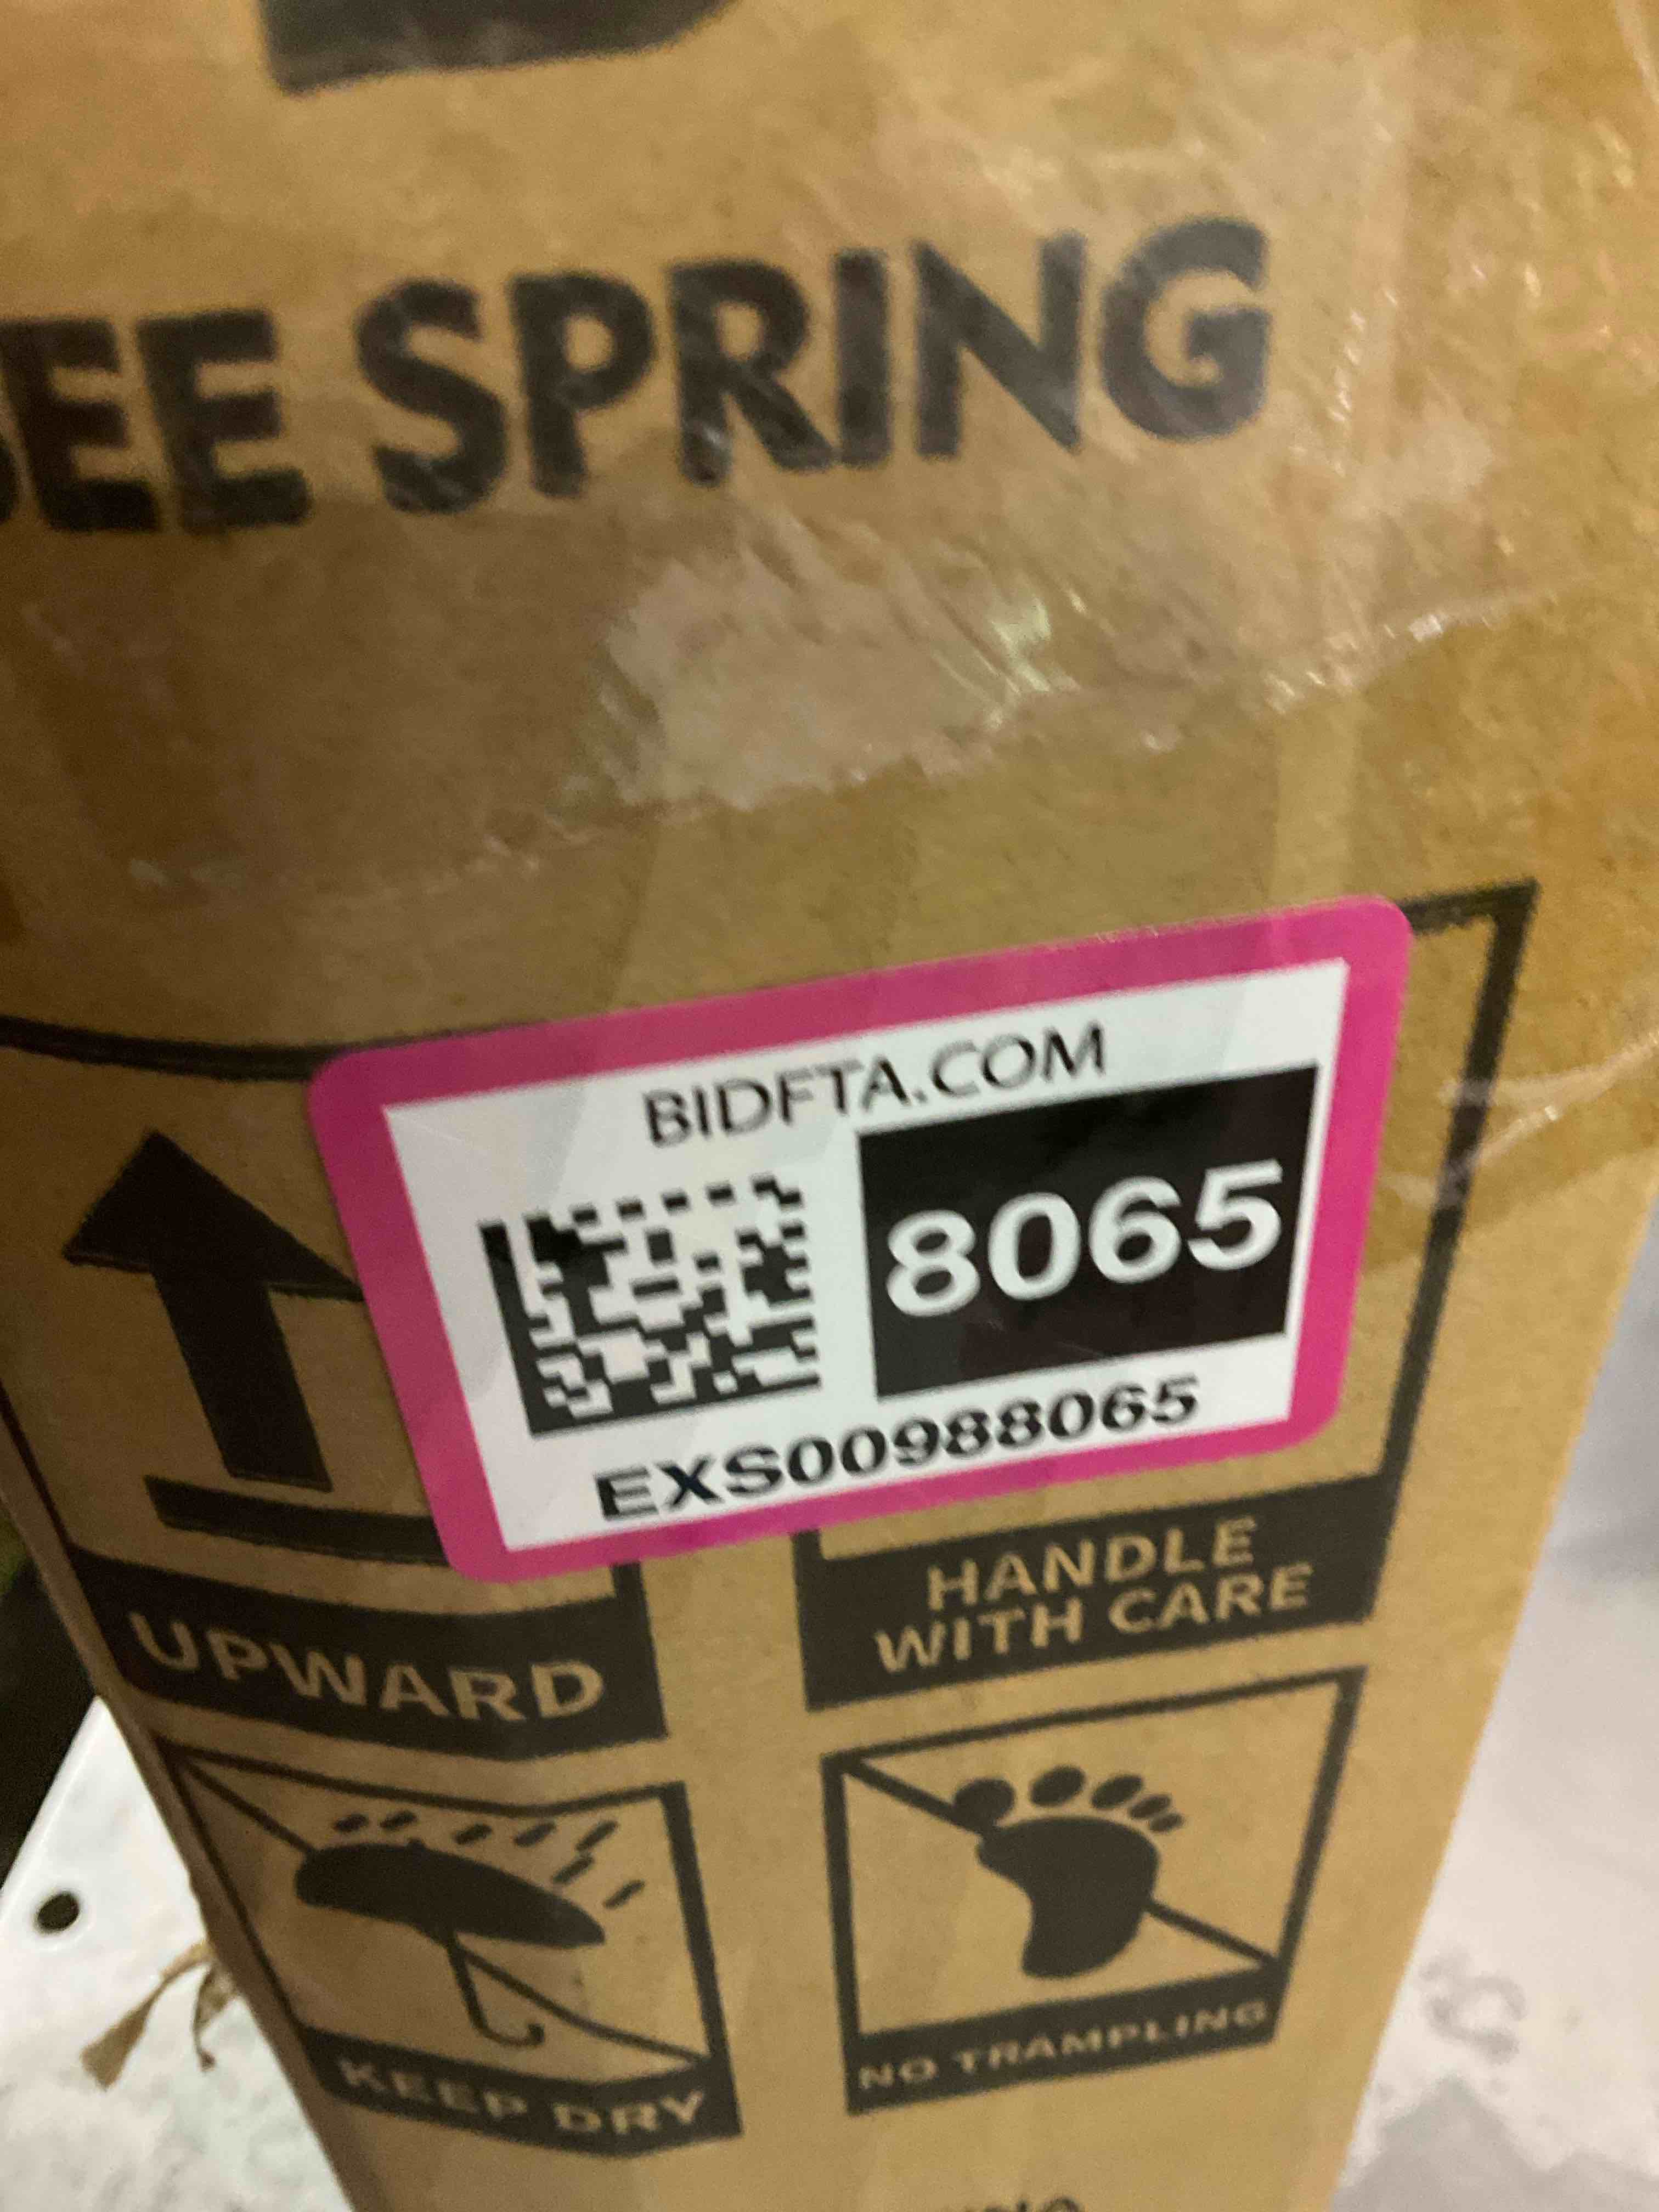 EE SPRING
BIDFTA.COM
8065
EXS00988065
UPWARD
HANDLE
WITH CARE
KEEP DRY
NO TRAMPLING